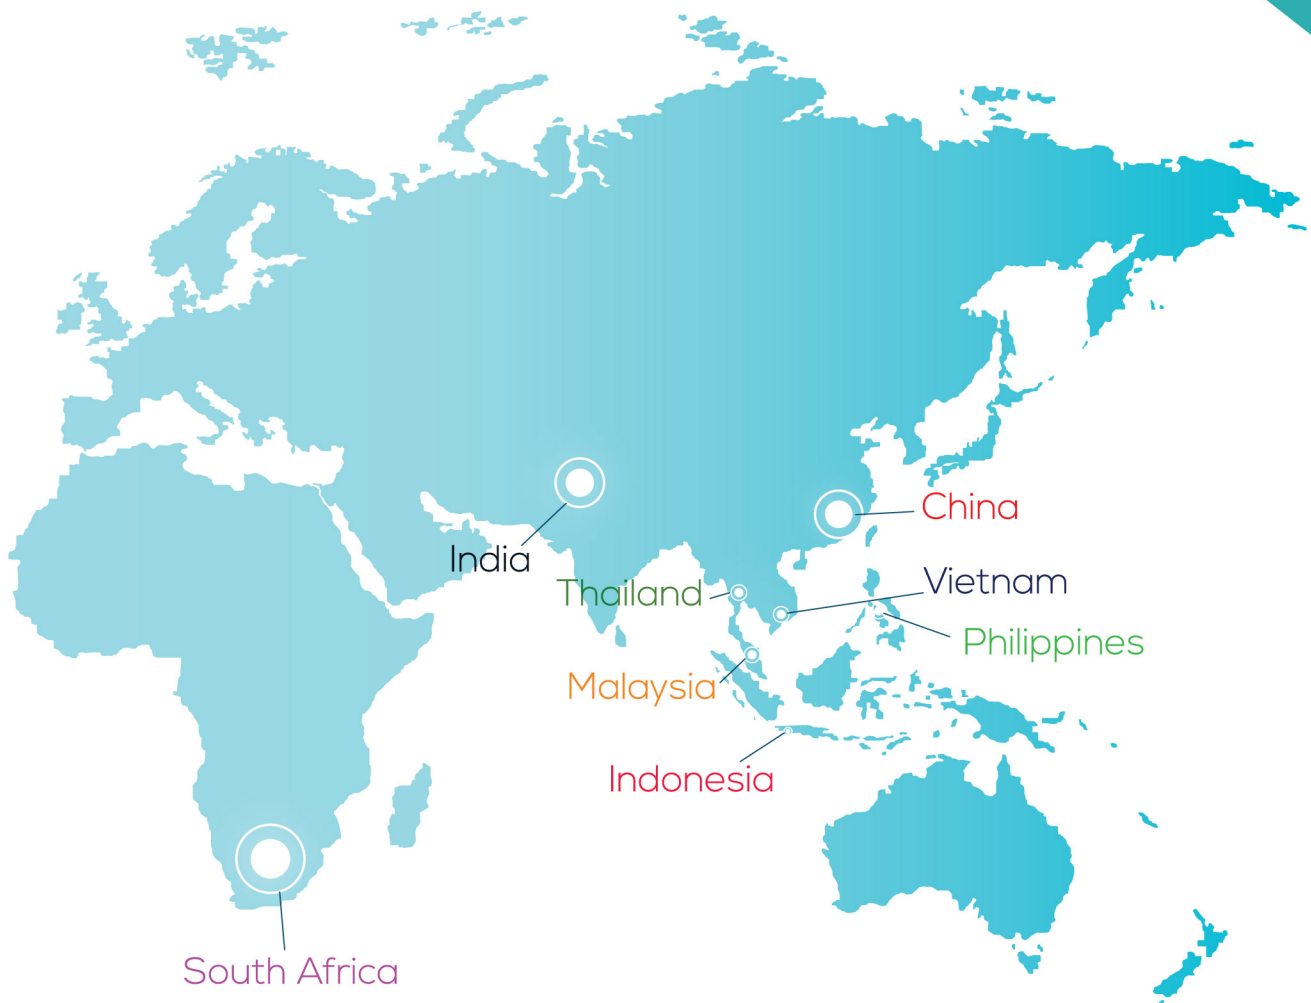 China
India
Vietnam
Thailand
Philippines
Malaysia
Indonesia
South Africa